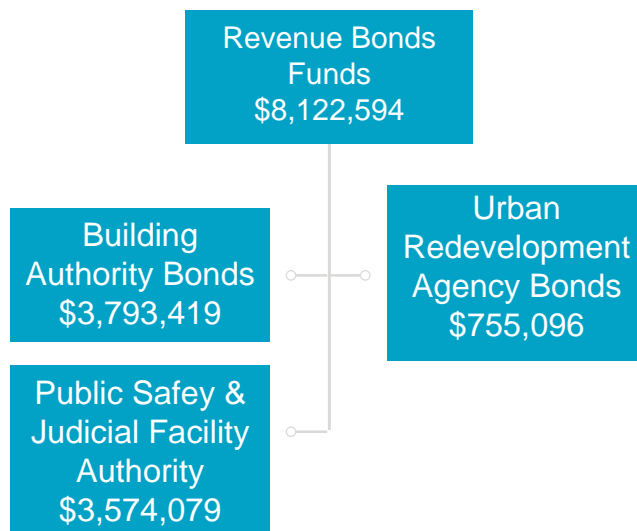 Revenue Bonds
Funds
$8,122,594
Building
Authority Bonds
$3,793,419
Urban
Redevelopment
Agency Bonds
$755,096
Public Safey &
Judicial Facility
Authority
$3,574,079